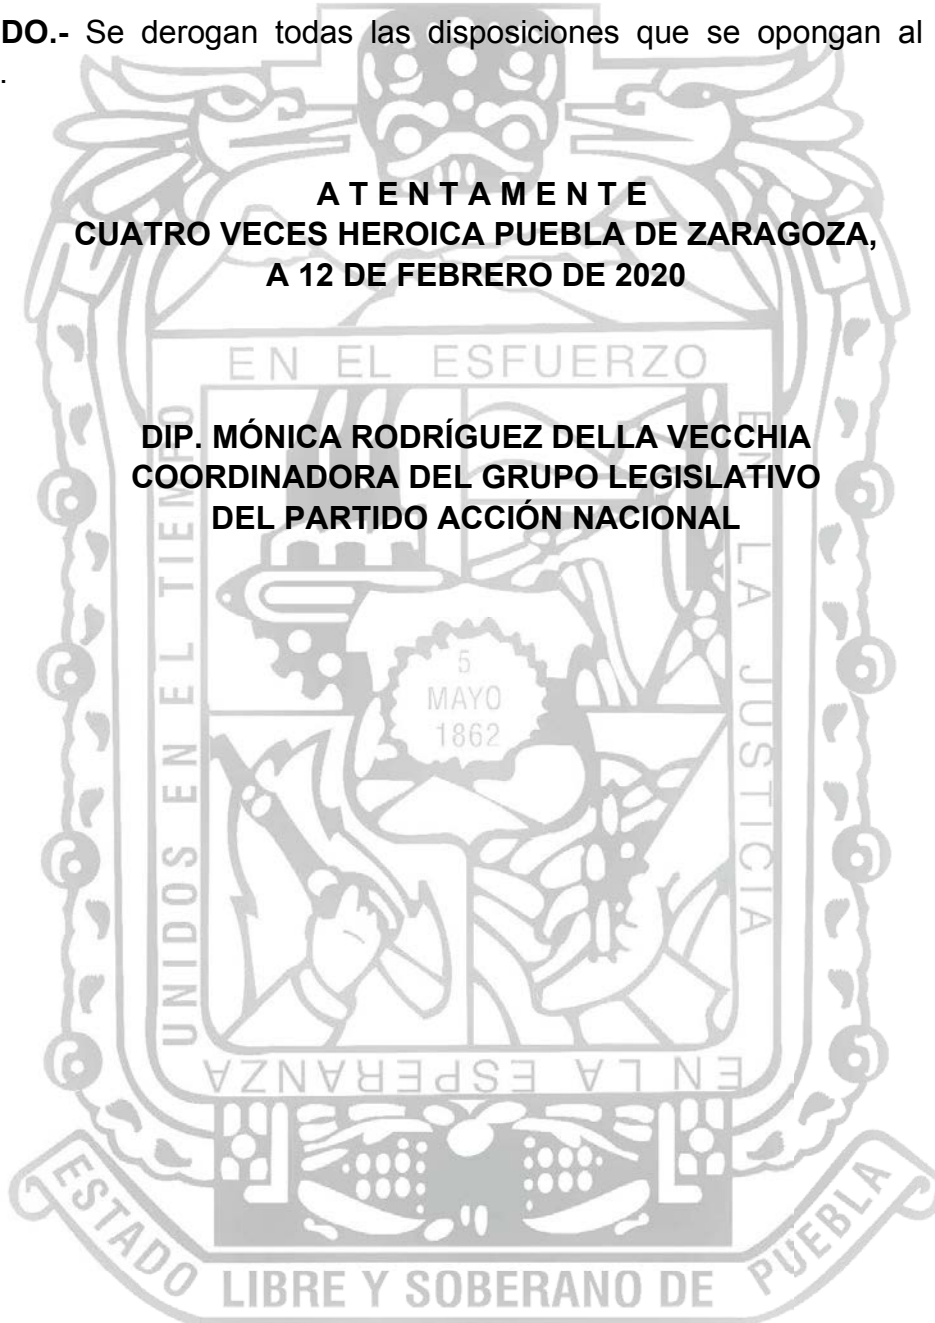 DO.- Se derogan todas las disposiciones que se opongan al
.
A T E N T A M E N T E
CUATRO VECES HEROICA PUEBLA DE ZARAGOZA,
A 12 DE FEBRERO DE 2020
EN EL ESFUERZO
DIP. MÓNICA RODRÍGUEZ DELLA VECCHIA
COORDINADORA DEL GRUPO LEGISLATIVO
DEL PARTIDO ACCIÓN NACIONAL
UNIDOS EN EL TIEMPO
EN LA JUSTICIA
5
MAYO
1862
EN LA ESPERANZA
ESTADO LIBRE Y SOBERANO DE PUEBLA